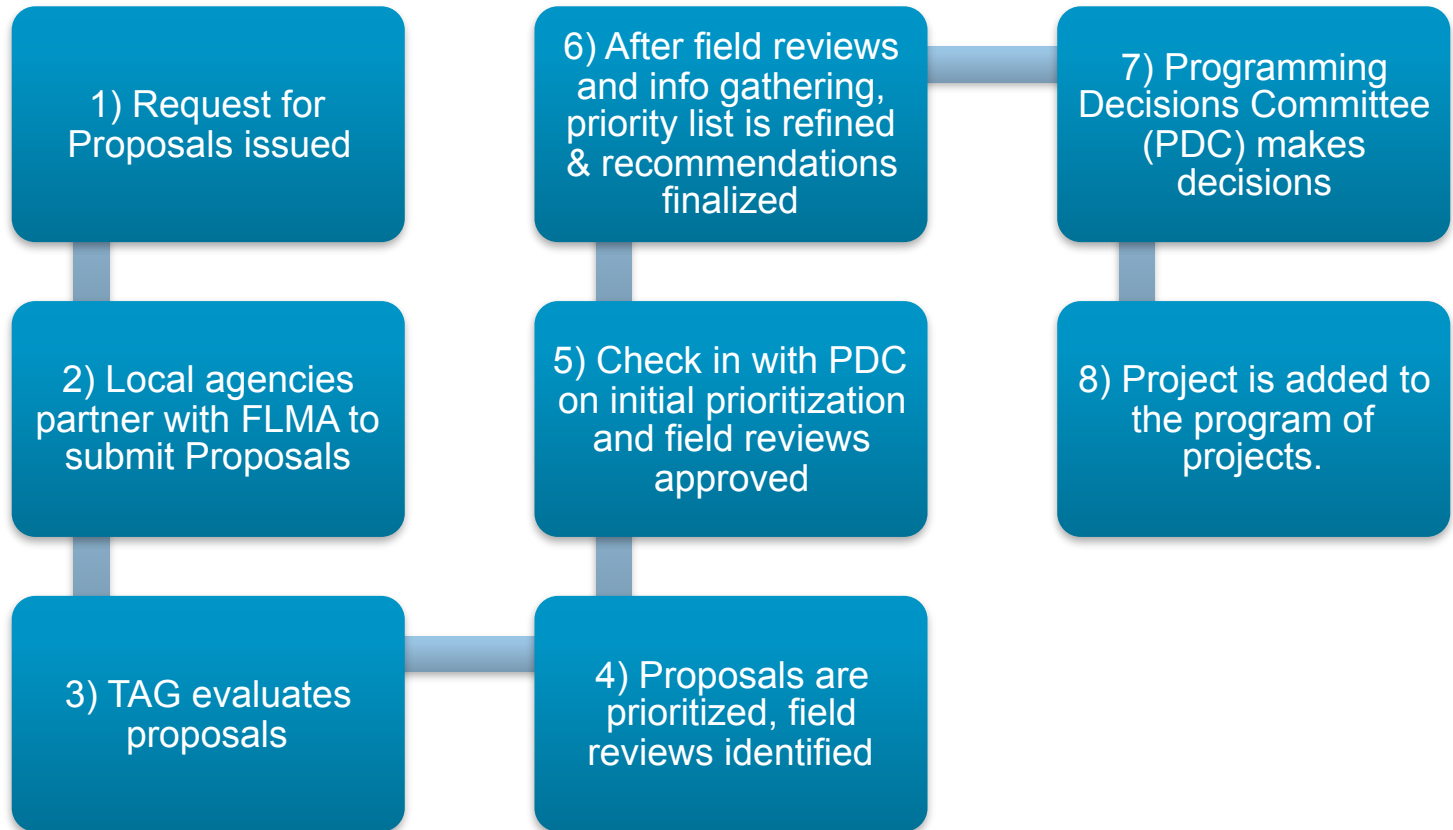 1) Request for
Proposals issued
2) Local agencies
partner with FLMA to
submit Proposals
3) TAG evaluates
proposals
4) Proposals are
prioritized, field
reviews identified
5) Check in with PDC
on initial prioritization
and field reviews
approved
6) After field reviews
and info gathering,
priority list is refined
& recommendations
finalized
7) Programming
Decisions Committee
(PDC) makes
decisions
8) Project is added to
the program of
projects.